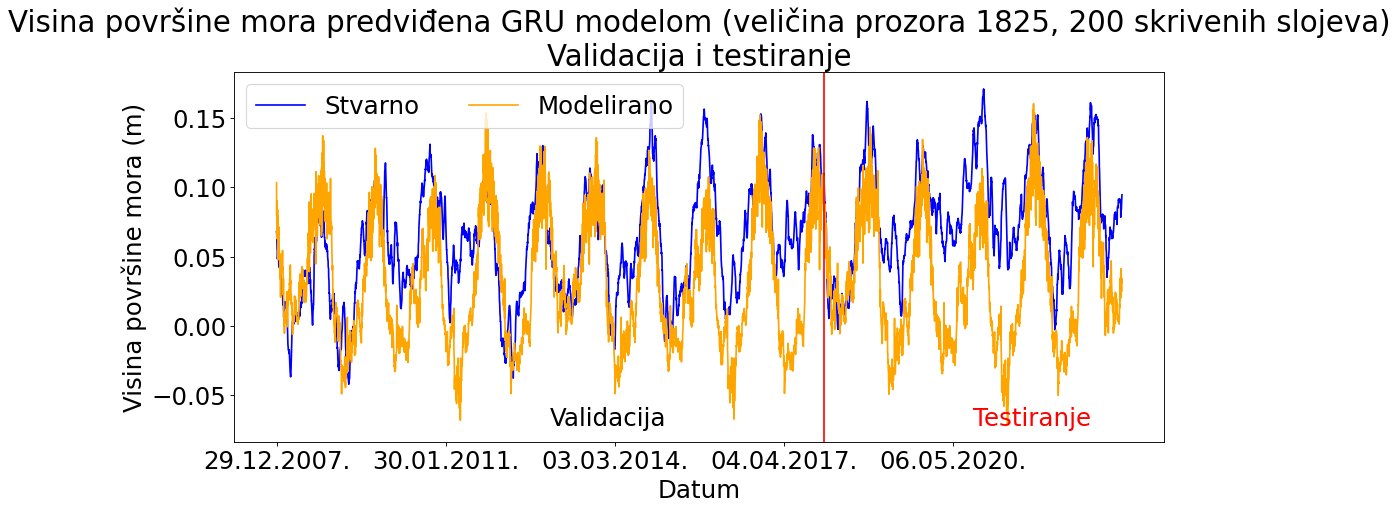 Visina površine mora predviđena GRU modelom (veličina prozora 1825, 200 skrivenih slojeva)
Validacija i testiranje
Stvarno Modelirano
Visina površine mora (m)
0.15
0.10
0.05
0.00
−0.05
Validacija Testiranje
29.12.2007. 30.01.2011. 03.03.2014. 04.04.2017. 06.05.2020.
Datum